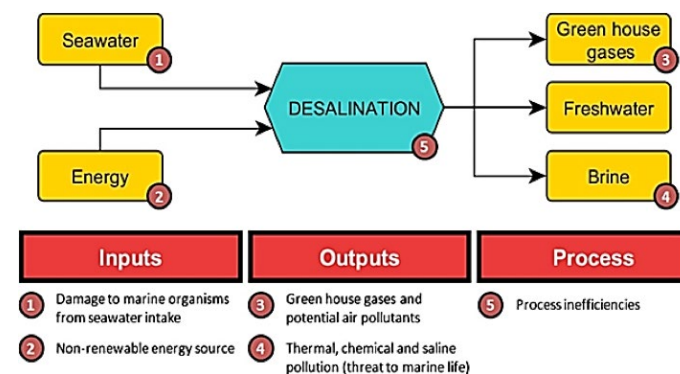 Seawater
1
Green house
gases
3
DESALINATION
5
Freshwater
Energy
2
Brine
4
Inputs
Outputs
Process
1 Damage to marine organisms
from seawater intake
2 Non-renewable energy source
3 Green house gases and
potential air pollutants
4 Thermal, chemical and saline
pollution (threat to marine life)
5 Process inefficiencies